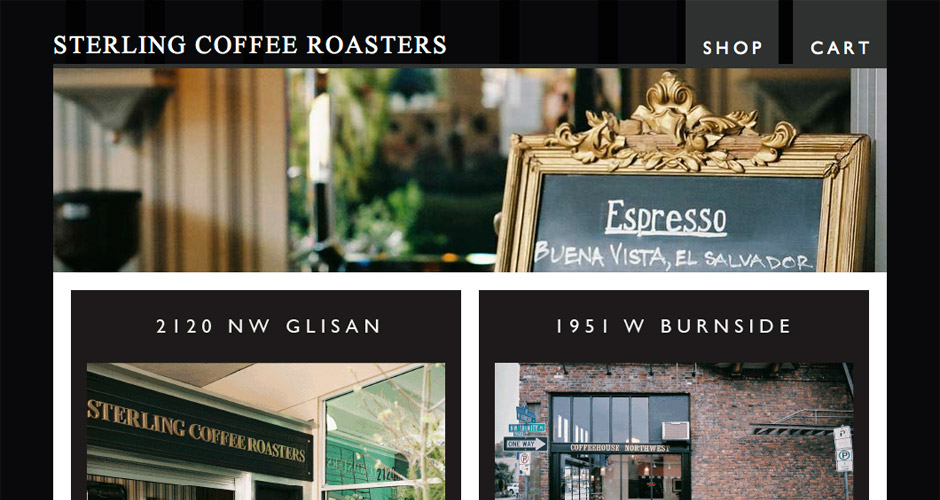 STERLING COFFEE ROASTERS
SHOP
CART
Espresso
BUENA VISTA, EL SALVADOR
2120 NW GLISAN
1951 W BURNSIDE
STERLING COFFEE ROASTERS
2120
ONE WAY
COFFEEHOUSE NORTHWEST
P
P